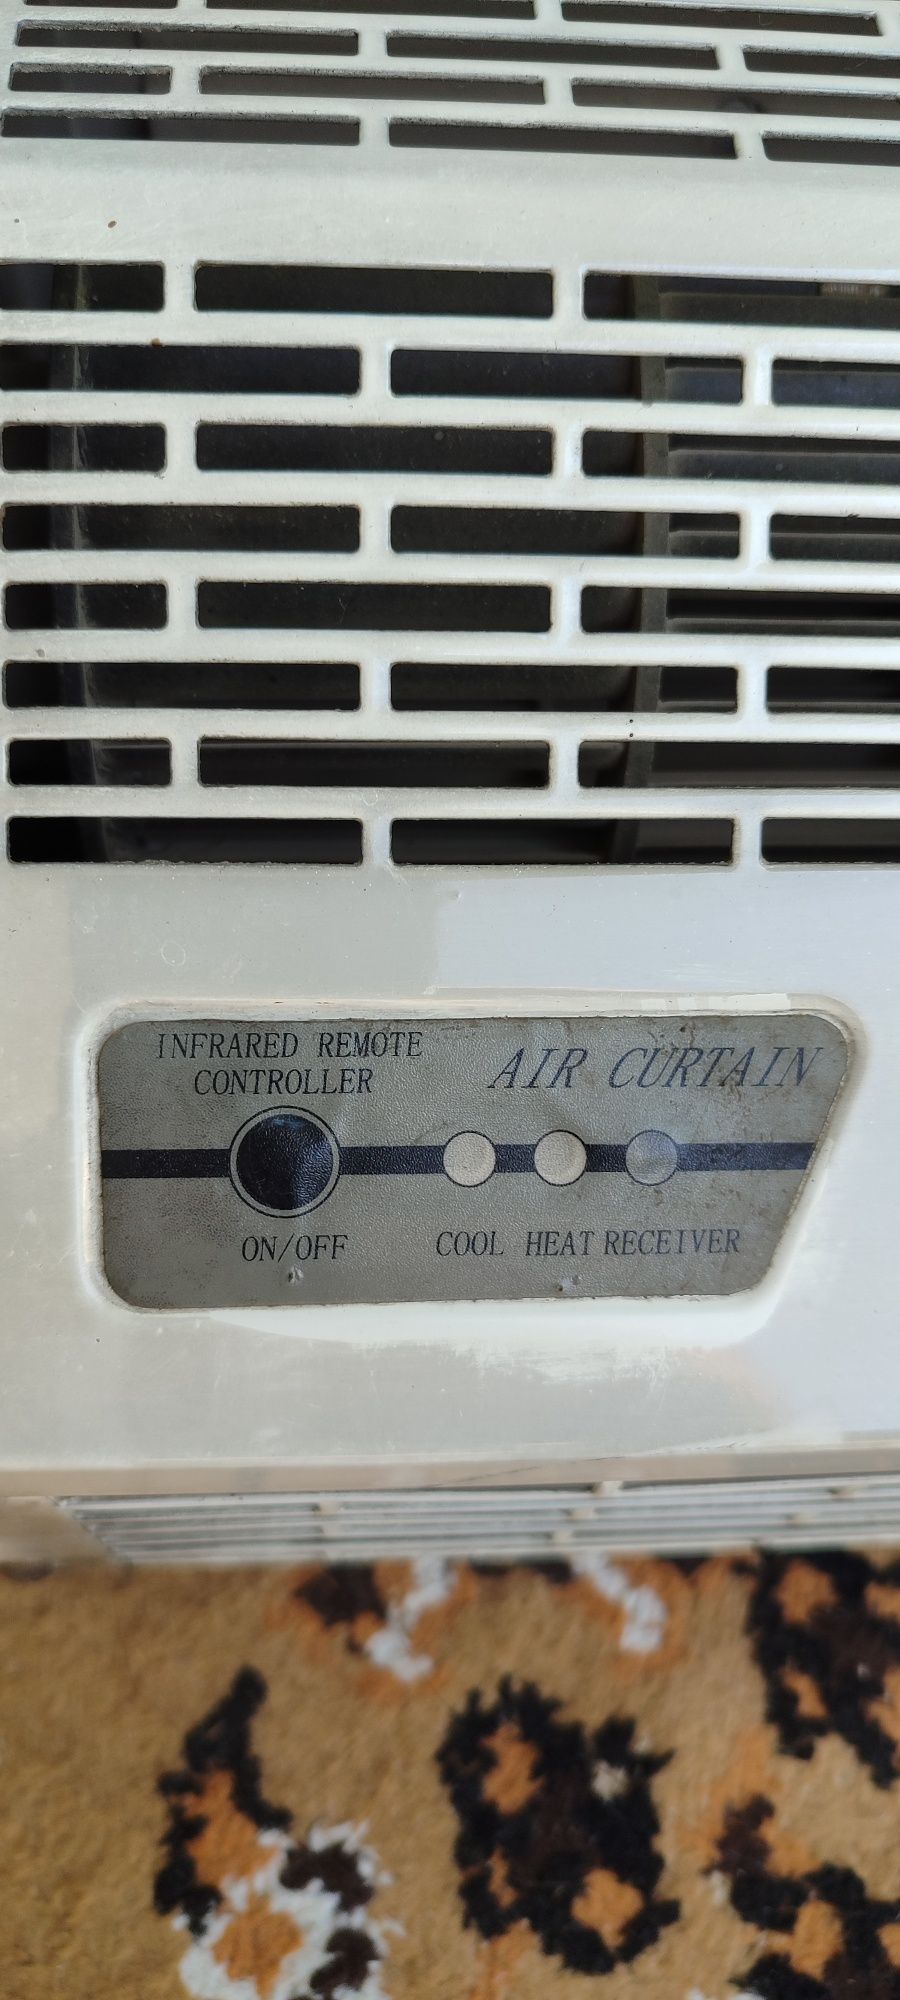 INFRARED REMOTE
CONTROLLER
AIR CURTAIN
ON/OFF
COOL HEAT RECEIVER